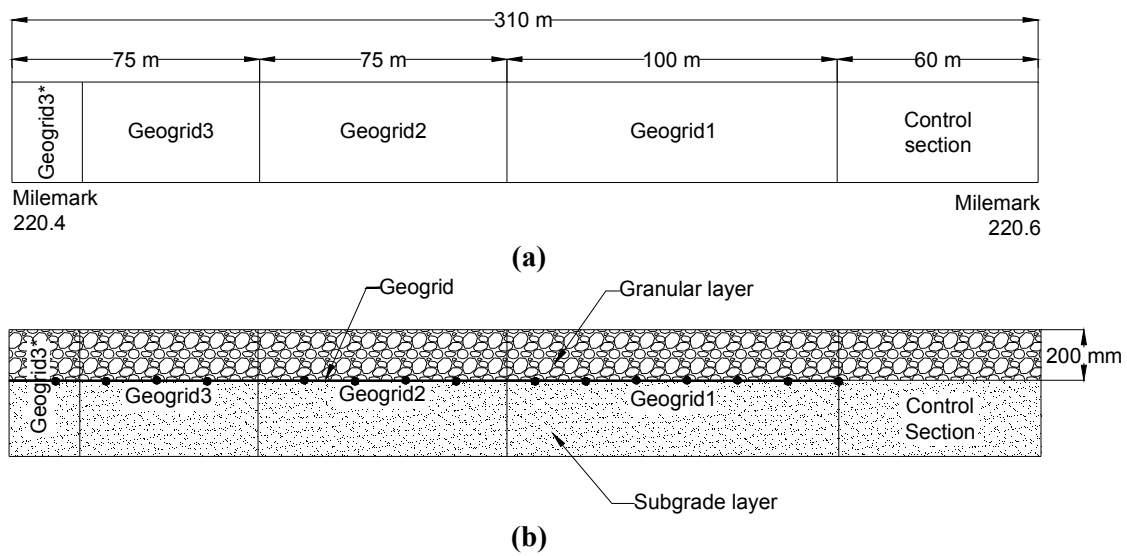 310 m
75 m
75 m
100 m
60 m
Geogrid3*
Geogrid3
Geogrid2
Geogrid1
Control
section
Milemark
220.4
Milemark
220.6
(a)
Geogrid
Granular layer
200 mm
Geogrid3*
Geogrid3
Geogrid2
Geogrid1
Control
Section
Subgrade layer
(b)